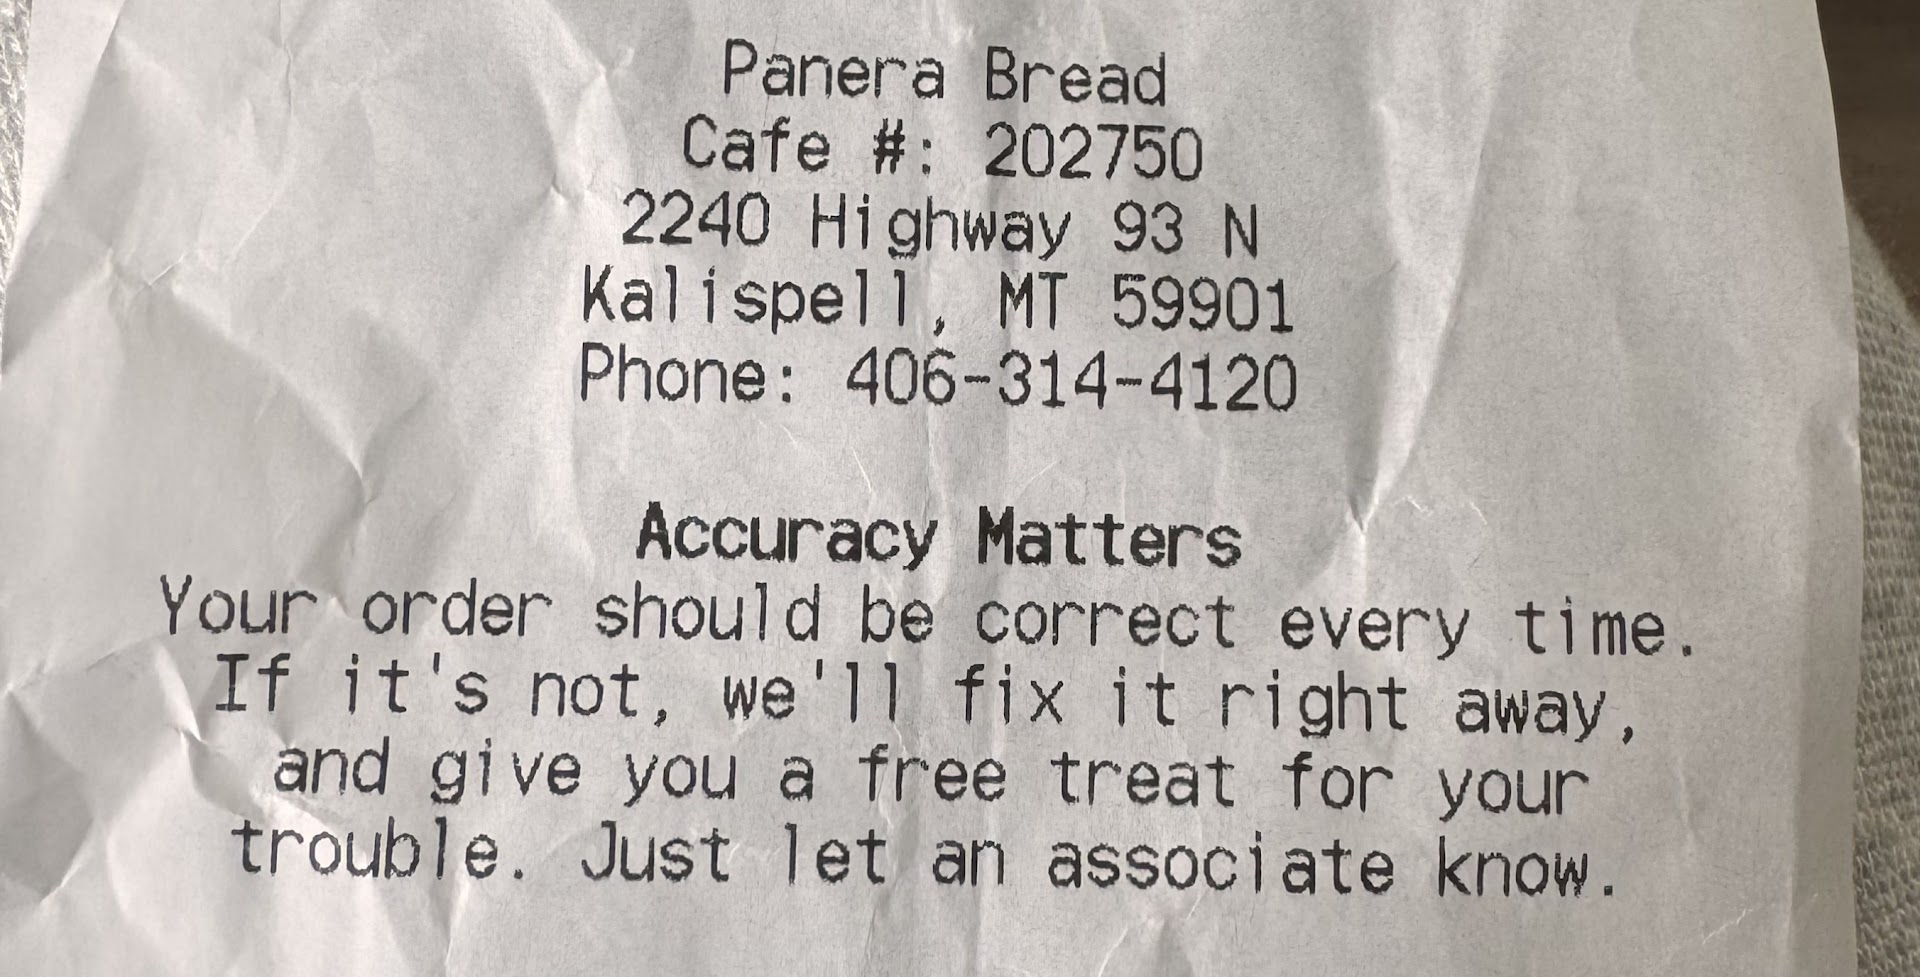 Panera Bread
Cafe #: 202750
2240 Highway 93 N
Kalispell, MT 59901
Phone: 406-314-4120
Accuracy Matters
Your order should be correct every time.
If it's not, we'll fix it right away,
and give you a free treat for your
trouble. Just let an associate know.